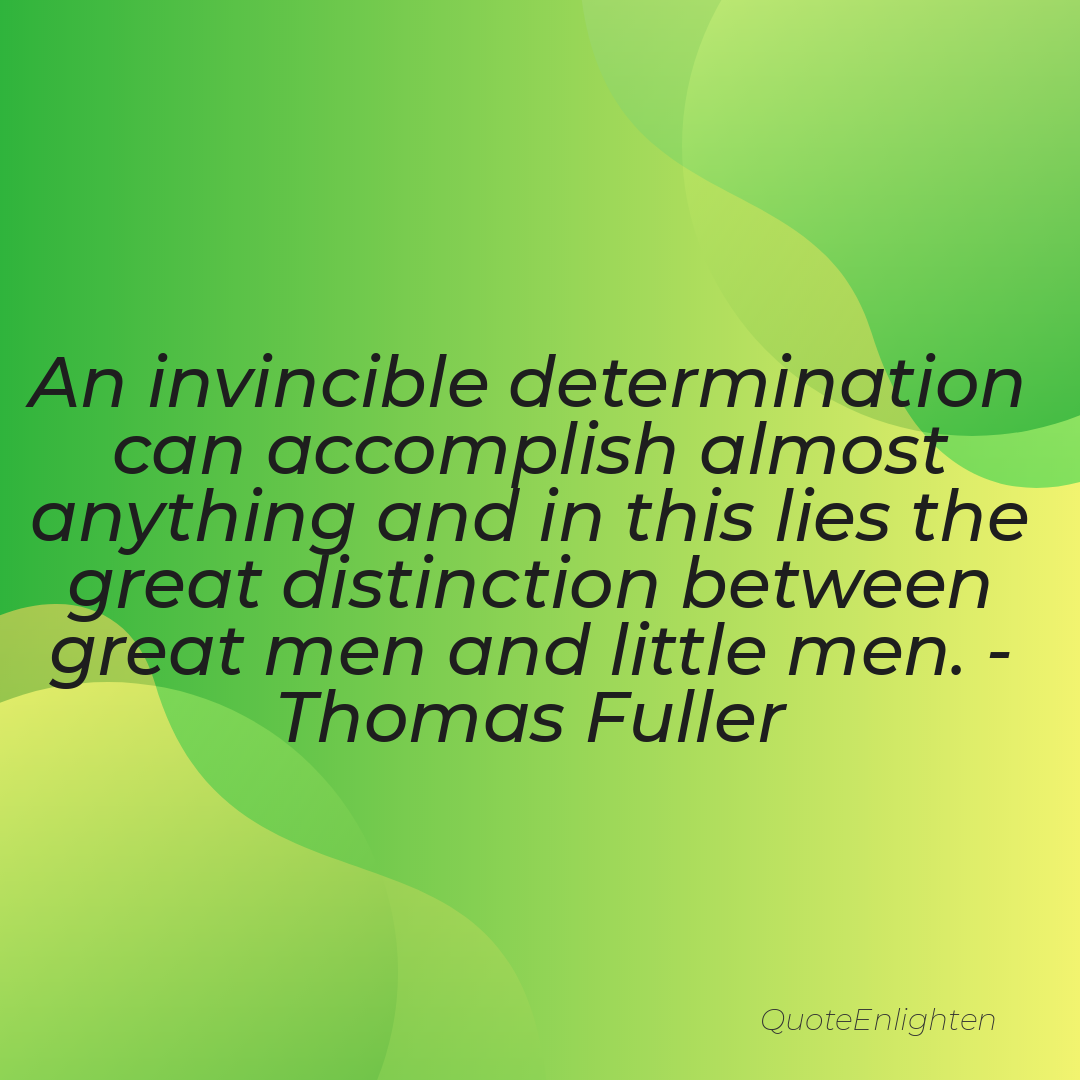 An invincible determination
can accomplish almost
anything and in this lies the
great distinction between
great men and little men. -
Thomas Fuller
QuoteEnlighten